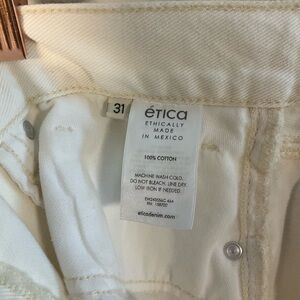 31
ética
ETHICALLY
MADE
IN MEXICO
100% COTTON
MACHINE WASH COLD.
DO NOT BLEACH. LINE DRY.
LOW IRON IF NEEDED.
eticadenim.com